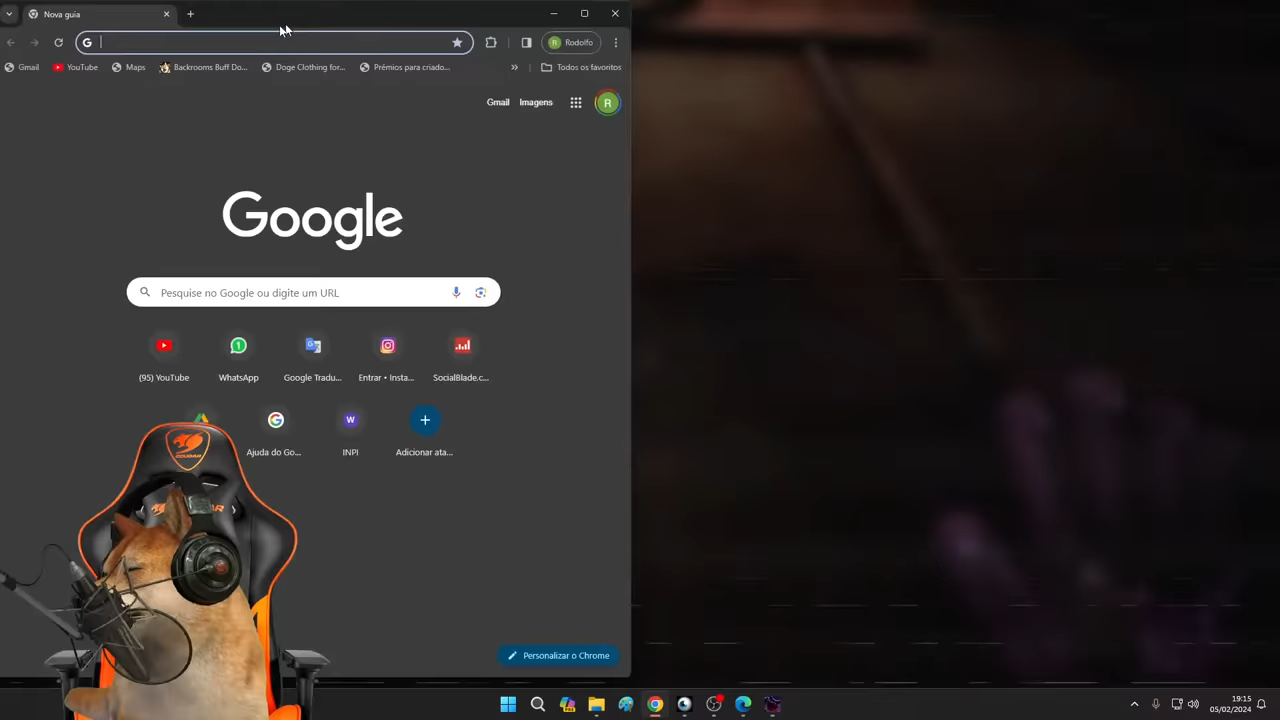 Nova guia
Rodolfo
Gmail
YouTube
Maps
Backrooms Buff Do...
Doge Clothing for...
Prêmios para criado...
Todos os favoritos
Gmail
Imagens
R
Google
Pesquise no Google ou digite um URL
(95) YouTube
WhatsApp
Google Tradu...
Entrar • Insta...
SocialBlade.c...
Ajuda do Go...
INPI
Adicionar ata...
COUGAR
Personalizar o Chrome
19:15
05/02/2024